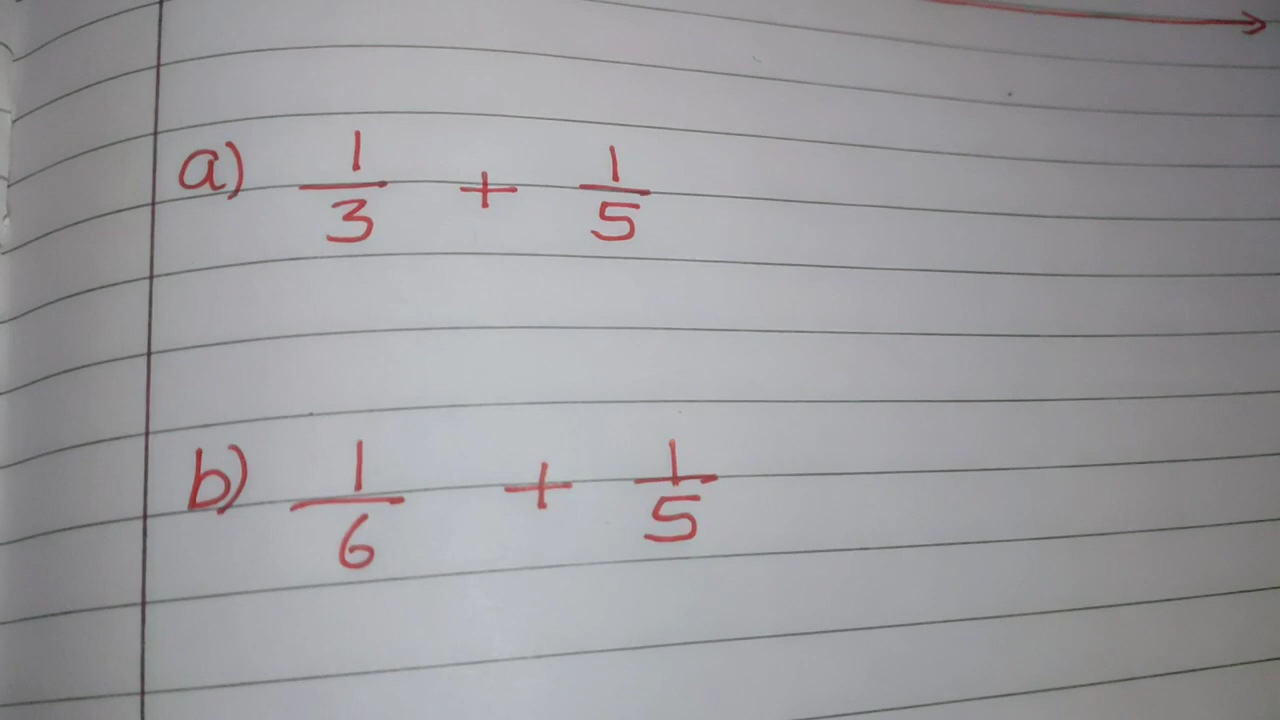 a) 1/3 + 1/5
b) 1/6 + 1/5